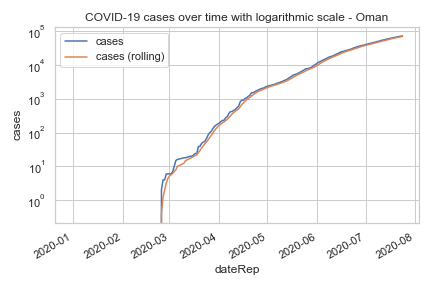 COVID-19 cases over time with logarithmic scale - Oman
cases
cases (rolling)
10^5
10^4
10^3
10^2
10^1
10^0
cases
2020-01
2020-02
2020-03
2020-04
2020-05
2020-06
2020-07
2020-08
dateRep